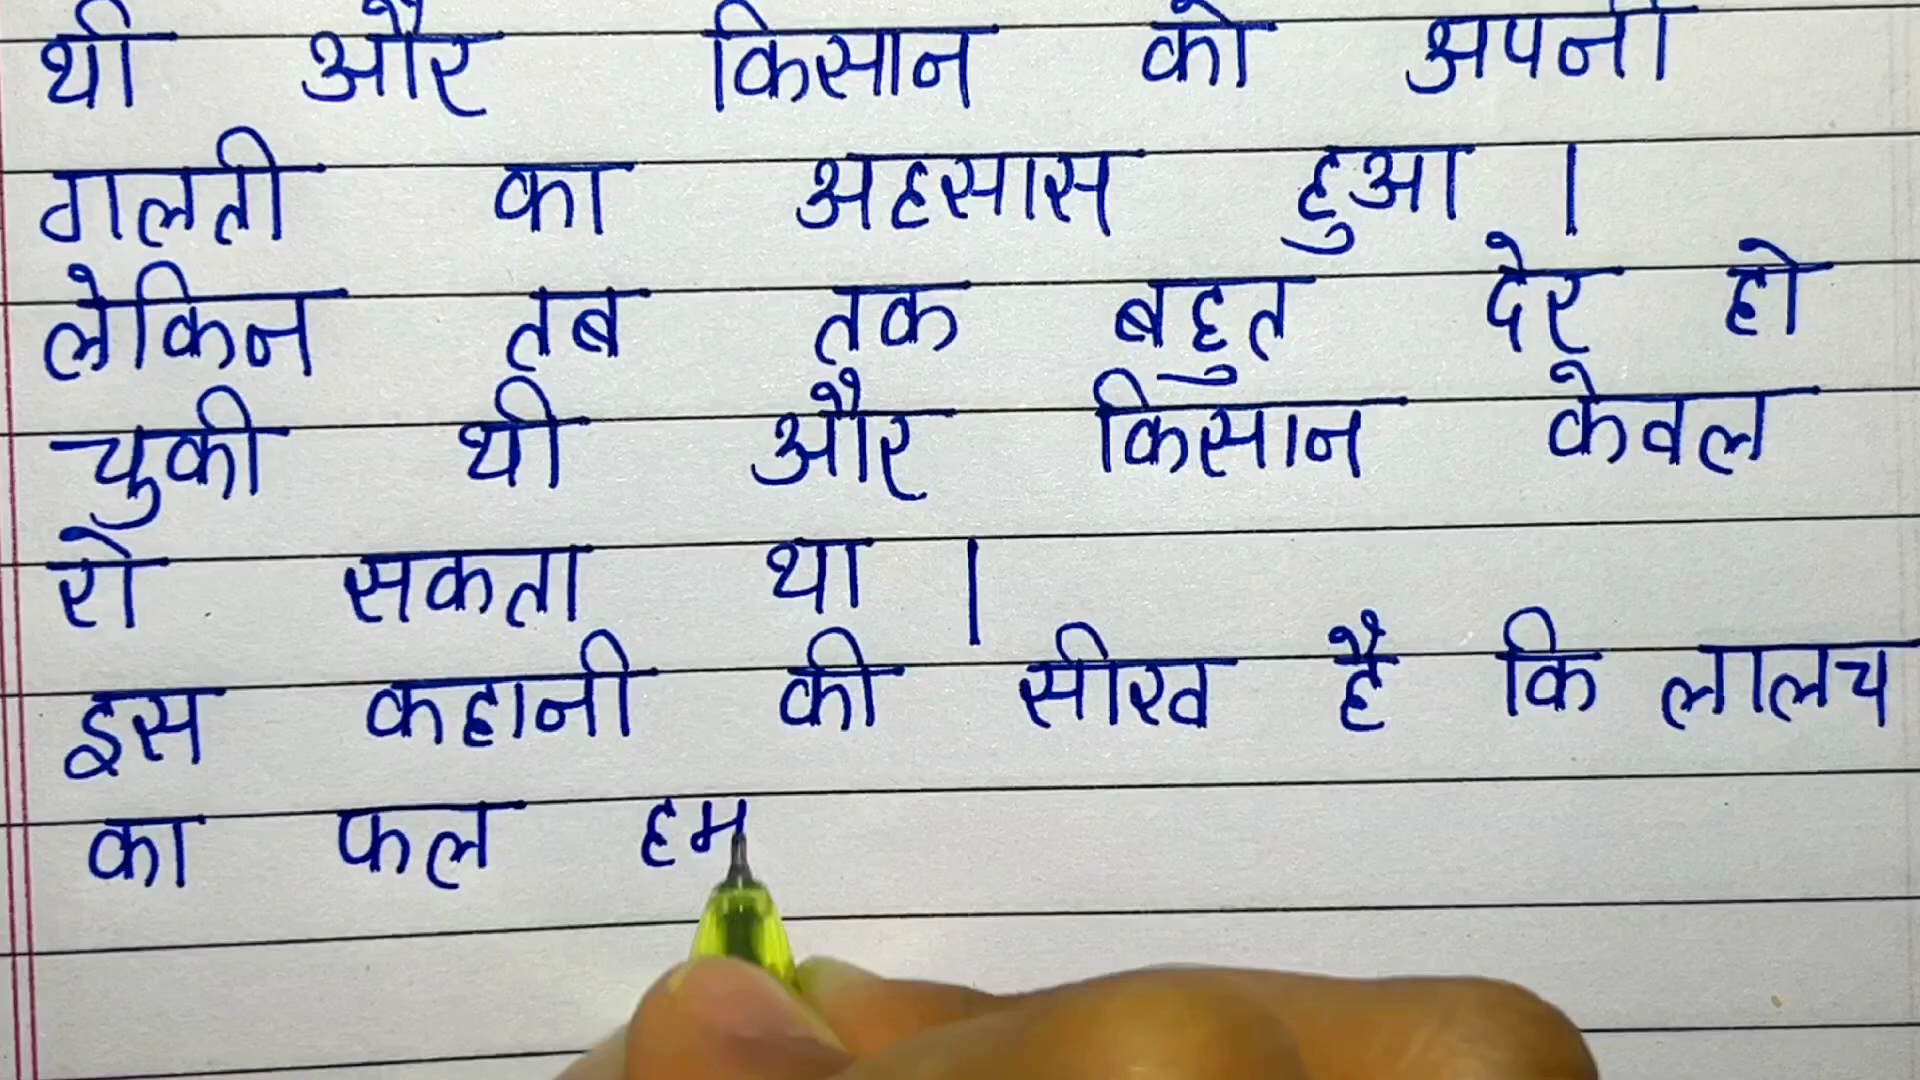 थी और किसान को अपनी
गलती का अहसास हुआ ।
लेकिन तब तक बहुत देर हो
चुकी थी और किसान केवल
रो सकता था ।
इस कहानी की सीख है कि लालच
का फल हम